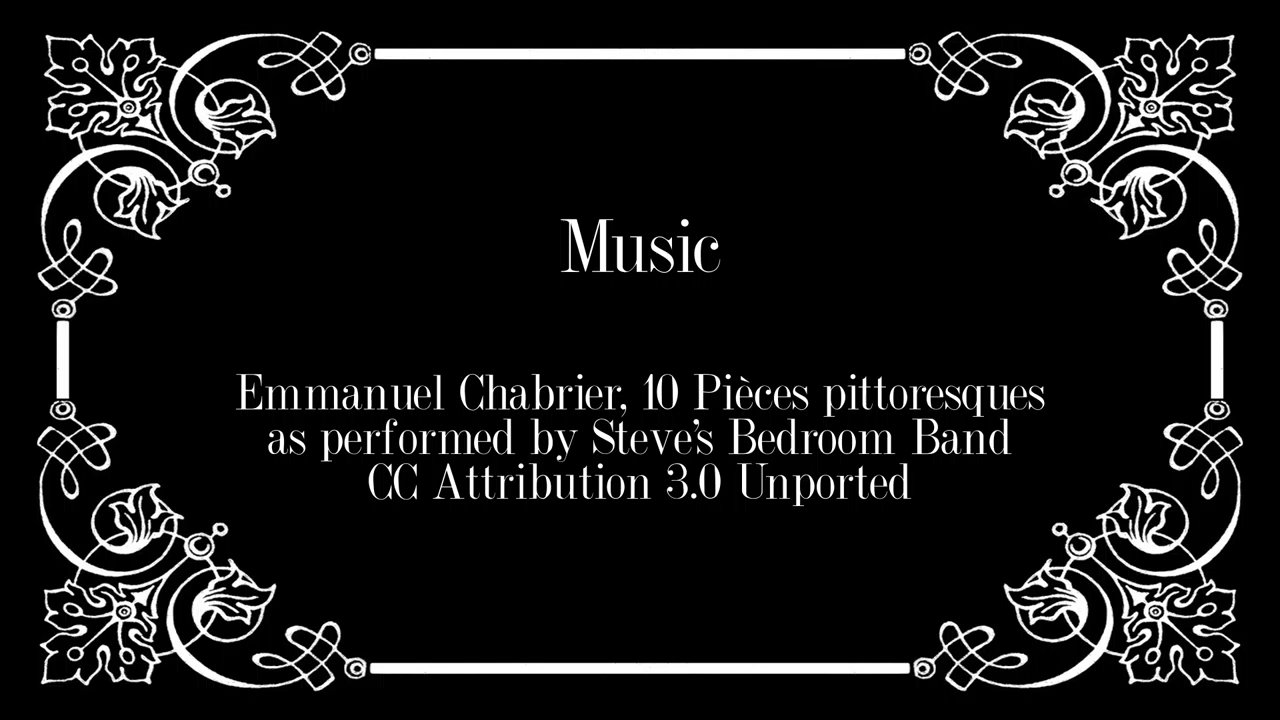 Music
Emmanuel Chabrier, 10 Pièces pittoresques
as performed by Steve's Bedroom Band
CC Attribution 3.0 Unported